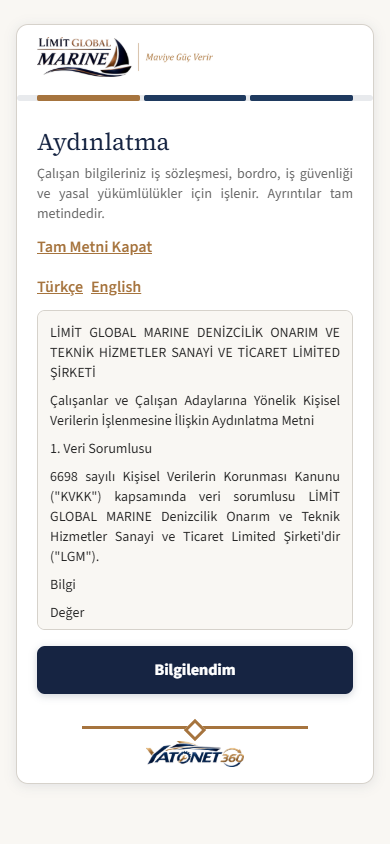 LİMİT GLOBAL
MARINE
Maviye Güç Verir
Aydınlatma
Çalışan bilgileriniz iş sözleşmesi, bordro, iş güvenliği
ve yasal yükümlülükler için işlenir. Ayrıntılar tam
metindedir.
Tam Metni Kapat
Türkçe English
LİMİT GLOBAL MARINE DENİZCİLİK ONARIM VE
TEKNİK HİZMETLER SANAYİ VE TİCARET LİMİTED
ŞİRKETİ
Çalışanlar ve Çalışan Adaylarına Yönelik Kişisel
Verilerin İşlenmesine İlişkin Aydınlatma Metni
1. Veri Sorumlusu
6698 sayılı Kişisel Verilerin Korunması Kanunu
("KVKK") kapsamında veri sorumlusu LİMİT
GLOBAL MARINE Denizcilik Onarım ve Teknik
Hizmetler Sanayi ve Ticaret Limited Şirketi'dir
("LGM").
Bilgi
Değer
Bilgilendim
YATONET360